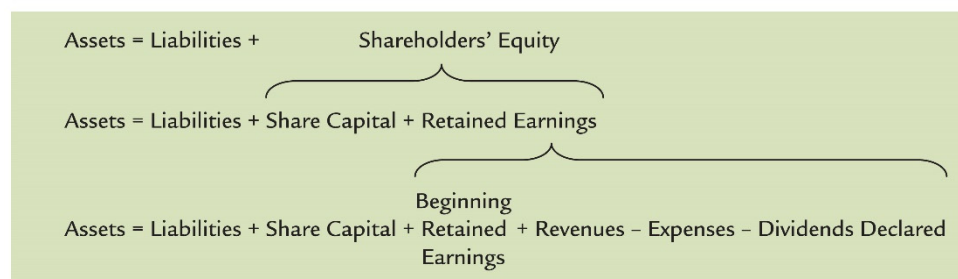 Assets = Liabilities + Shareholders’ Equity
Assets = Liabilities + Share Capital + Retained Earnings
Beginning
Assets = Liabilities + Share Capital + Retained + Revenues – Expenses – Dividends Declared
Earnings